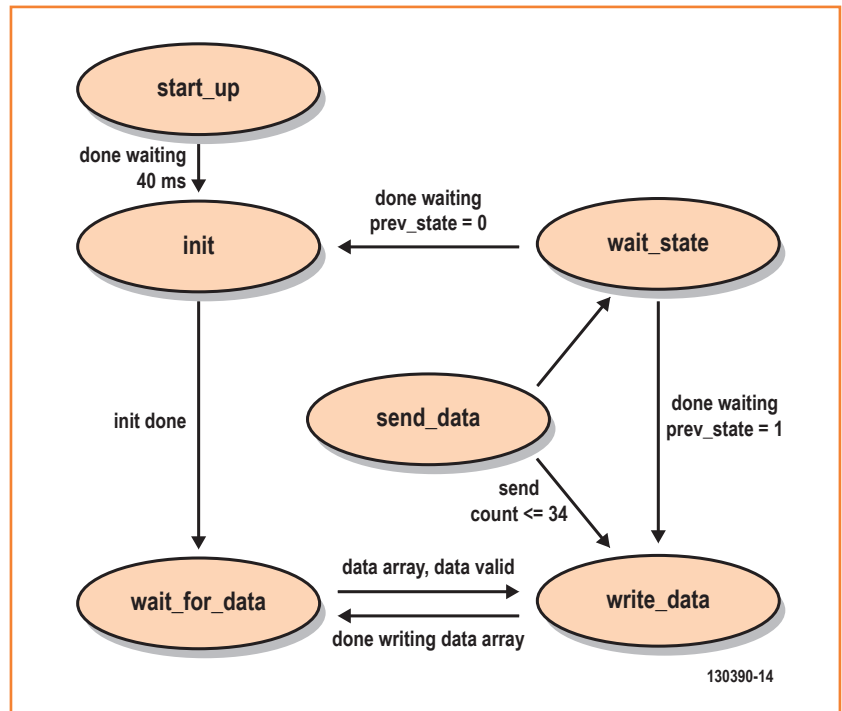 start_up
done waiting
40 ms
done waiting
prev_state = 0
init
wait_state
send_data
init done
done waiting
prev_state = 1
send
count <= 34
data array, data valid
wait_for_data
write_data
done writing data array
130390-14